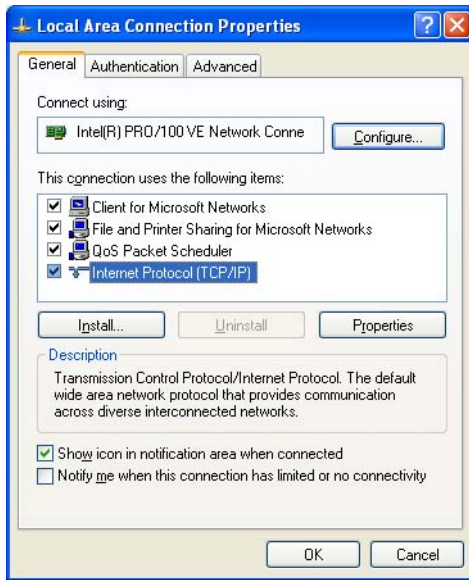 Local Area Connection Properties
General Authentication Advanced
Connect using:
Intel(R) PRO/100 VE Network Conne
Configure...
This connection uses the following items:
Client for Microsoft Networks
File and Printer Sharing for Microsoft Networks
QoS Packet Scheduler
Internet Protocol (TCP/IP)
Install... Uninstall Properties
Description
Transmission Control Protocol/Internet Protocol. The default
wide area network protocol that provides communication
across diverse interconnected networks.
Show icon in notification area when connected
Notify me when this connection has limited or no connectivity
OK Cancel